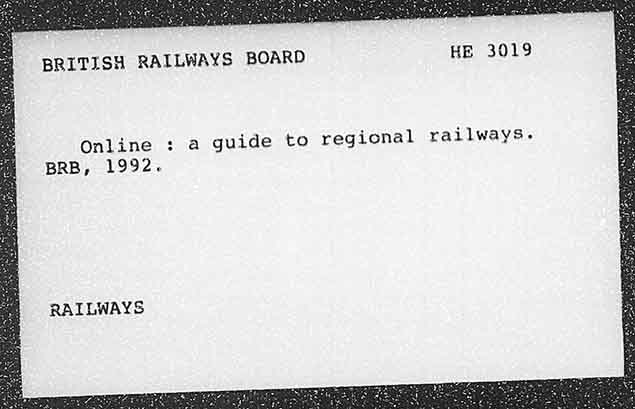 BRITISH RAILWAYS BOARD HE 3019
Online : a guide to regional railways.
BRB, 1992.
RAILWAYS